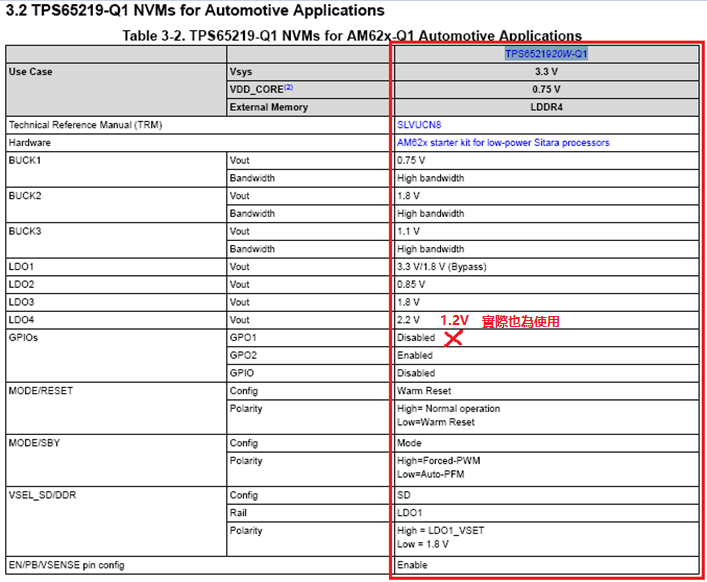 3.2 TPS65219-Q1 NVMs for Automotive Applications
Table 3-2. TPS65219-Q1 NVMs for AM62x-Q1 Automotive Applications
TPS6521920W-Q1
Use Case Vsys 3.3 V
VDD_CORE(2) 0.75 V
External Memory LDDR4
Technical Reference Manual (TRM) SLVUCN8
Hardware AM62x starter kit for low-power Sitara processors
BUCK1 Vout 0.75 V
Bandwidth High bandwidth
BUCK2 Vout 1.8 V
Bandwidth High bandwidth
BUCK3 Vout 1.1 V
Bandwidth High bandwidth
LDO1 Vout 3.3 V/1.8 V (Bypass)
LDO2 Vout 0.85 V
LDO3 Vout 1.8 V
LDO4 Vout 2.2 V 1.2V 實際也為使用
GPIOs GPO1 Disabled
GPO2 Enabled
GPIO Disabled
MODE/RESET Config Warm Reset
Polarity High= Normal operation
Low=Warm Reset
MODE/SBY Config Mode
Polarity High=Forced-PWM
Low=Auto-PFM
VSEL_SD/DDR Config SD
Rail LDO1
Polarity High = LDO1_VSET
Low = 1.8 V
EN/PB/VSENSE pin config Enable